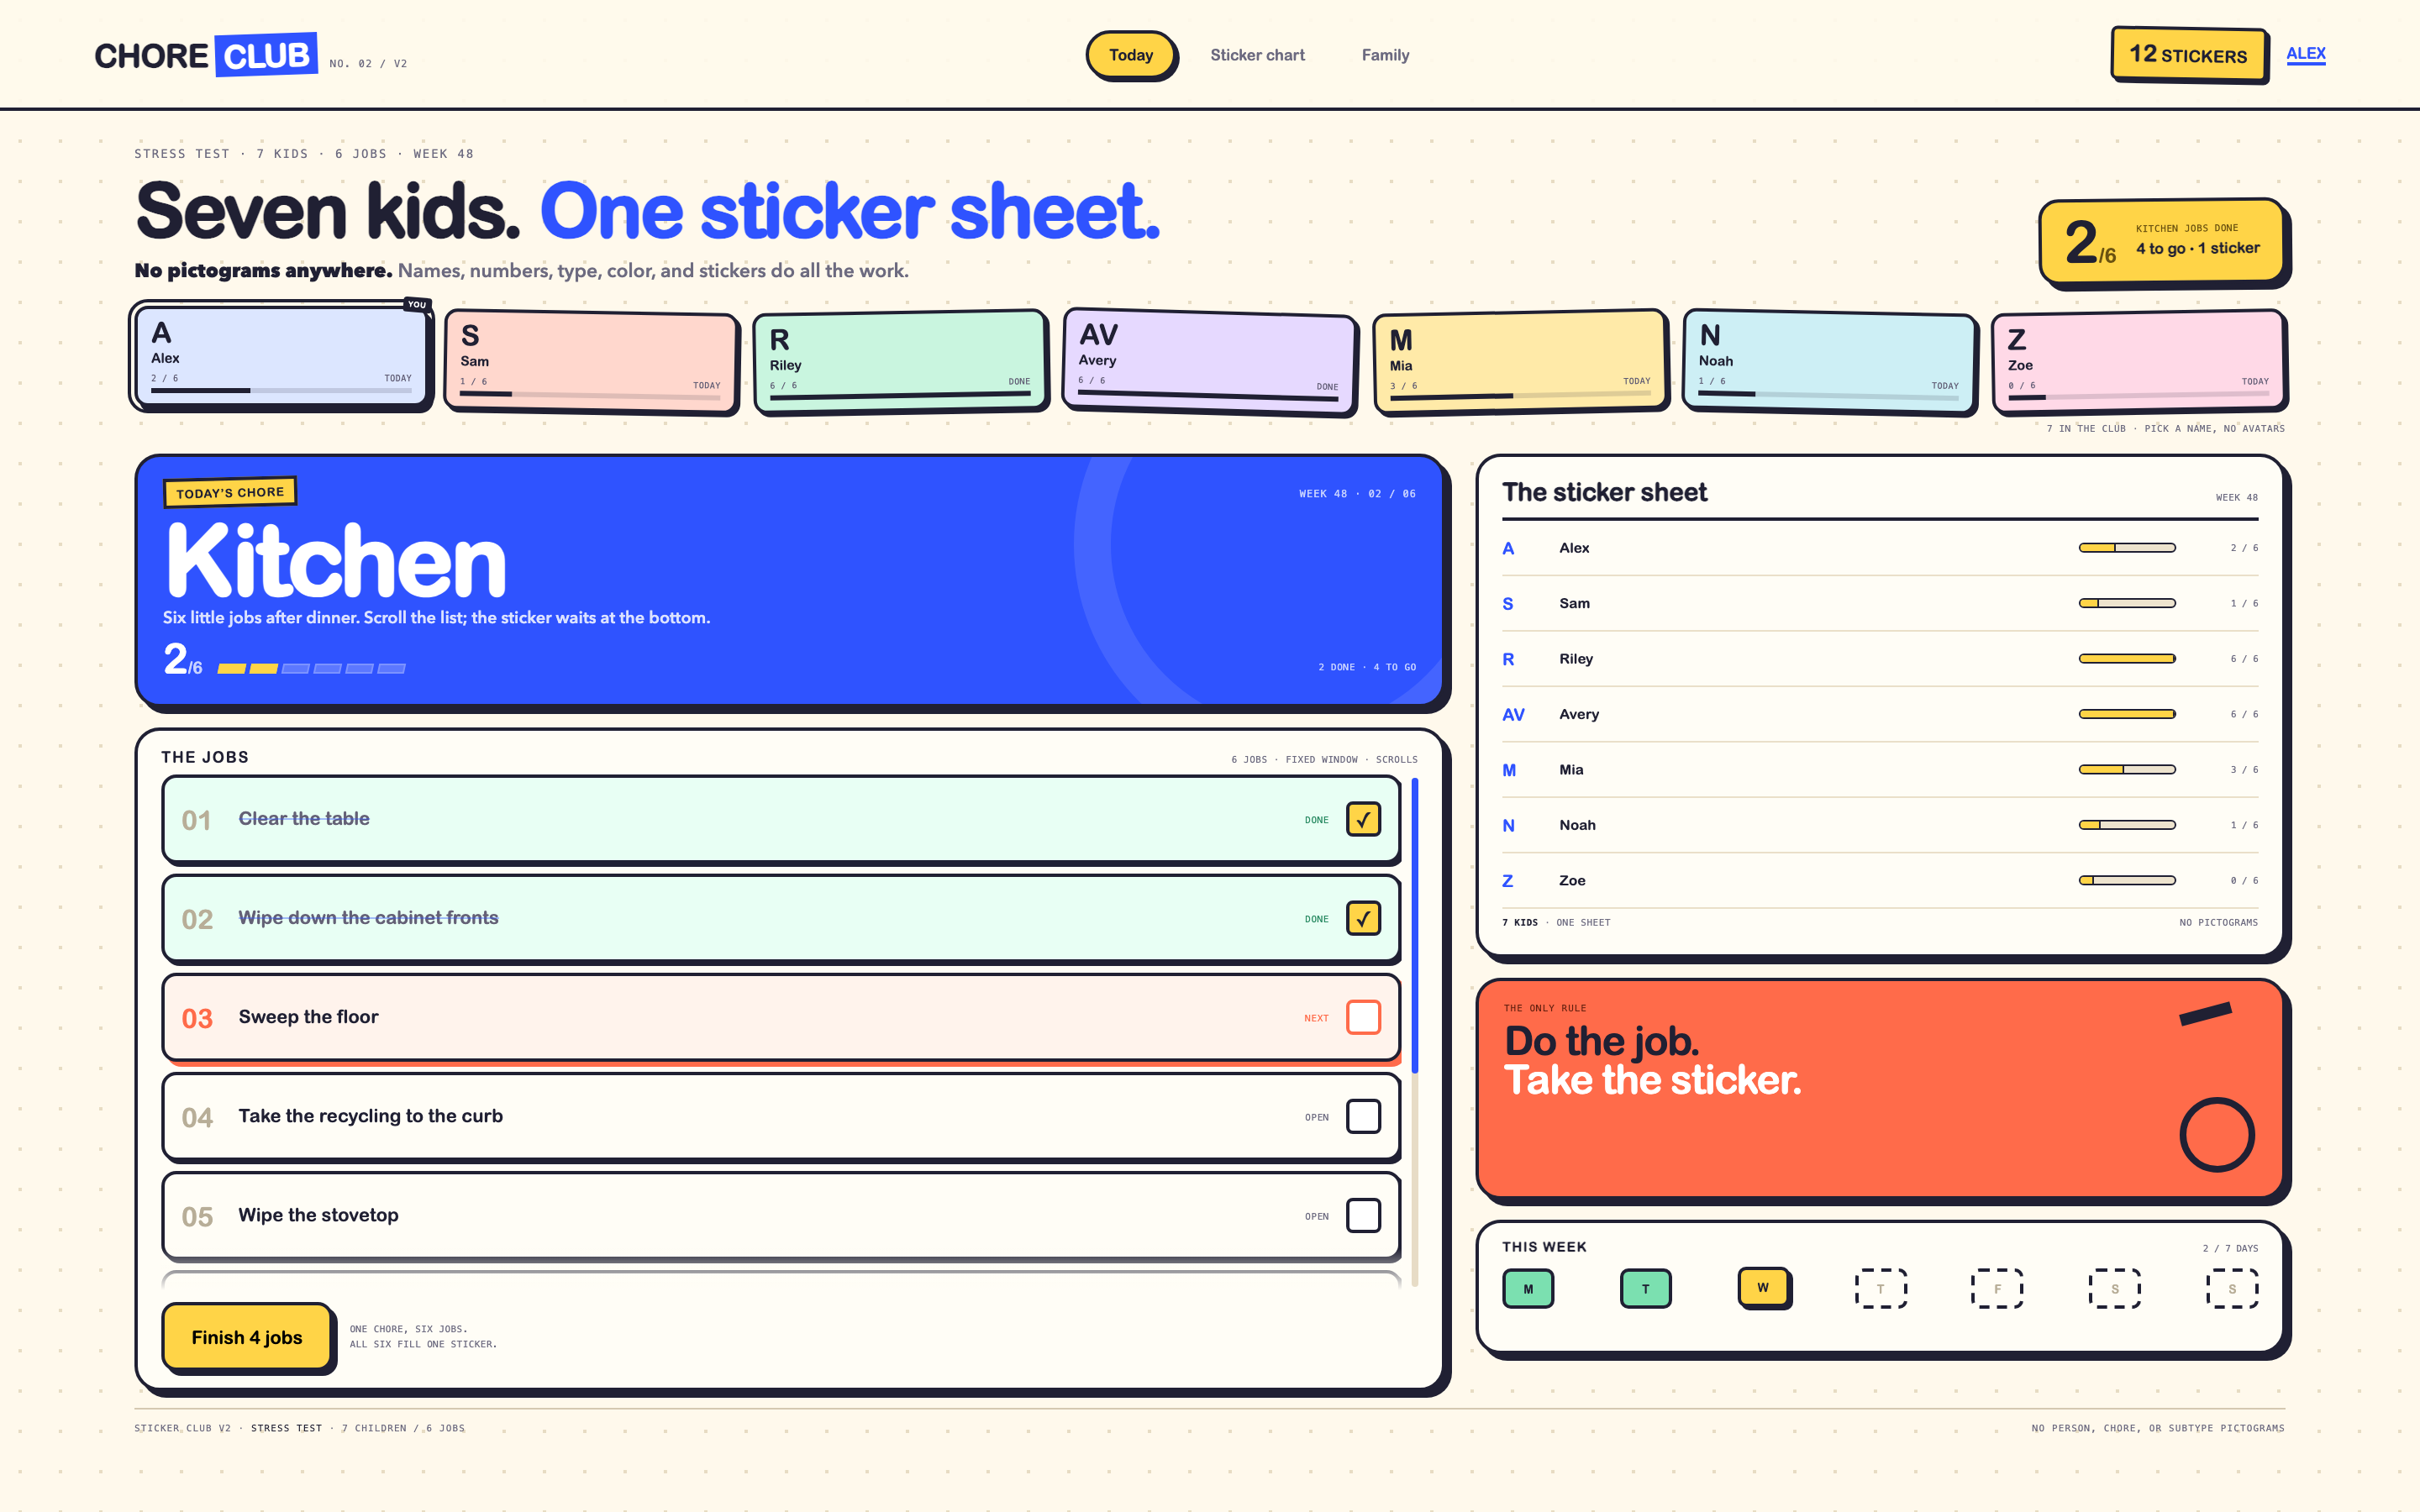 CHORE CLUB NO. 02 / V2
Today Sticker chart Family
12 STICKERS ALEX
STRESS TEST · 7 KIDS · 6 JOBS · WEEK 48
Seven kids. One sticker sheet.
No pictograms anywhere. Names, numbers, type, color, and stickers do all the work.
2/6
KITCHEN JOBS DONE
4 to go · 1 sticker
YOU
A
Alex
2 / 6 TODAY
S
Sam
1 / 6 TODAY
R
Riley
6 / 6 DONE
AV
Avery
6 / 6 DONE
M
Mia
3 / 6 TODAY
N
Noah
1 / 6 TODAY
Z
Zoe
0 / 6 TODAY
7 IN THE CLUB · PICK A NAME, NO AVATARS
TODAY'S CHORE
WEEK 48 · 02 / 06
Kitchen
Six little jobs after dinner. Scroll the list; the sticker waits at the bottom.
2/6
2 DONE · 4 TO GO
THE JOBS
6 JOBS · FIXED WINDOW · SCROLLS
01 Clear the table DONE ✓
02 Wipe down the cabinet fronts DONE ✓
03 Sweep the floor NEXT
04 Take the recycling to the curb OPEN
05 Wipe the stovetop OPEN
Finish 4 jobs
ONE CHORE, SIX JOBS.
ALL SIX FILL ONE STICKER.
The sticker sheet WEEK 48
A Alex 2 / 6
S Sam 1 / 6
R Riley 6 / 6
AV Avery 6 / 6
M Mia 3 / 6
N Noah 1 / 6
Z Zoe 0 / 6
7 KIDS · ONE SHEET NO PICTOGRAMS
THE ONLY RULE
Do the job.
Take the sticker.
THIS WEEK 2 / 7 DAYS
M T W T F S S
STICKER CLUB V2 · STRESS TEST · 7 CHILDREN / 6 JOBS
NO PERSON, CHORE, OR SUBTYPE PICTOGRAMS